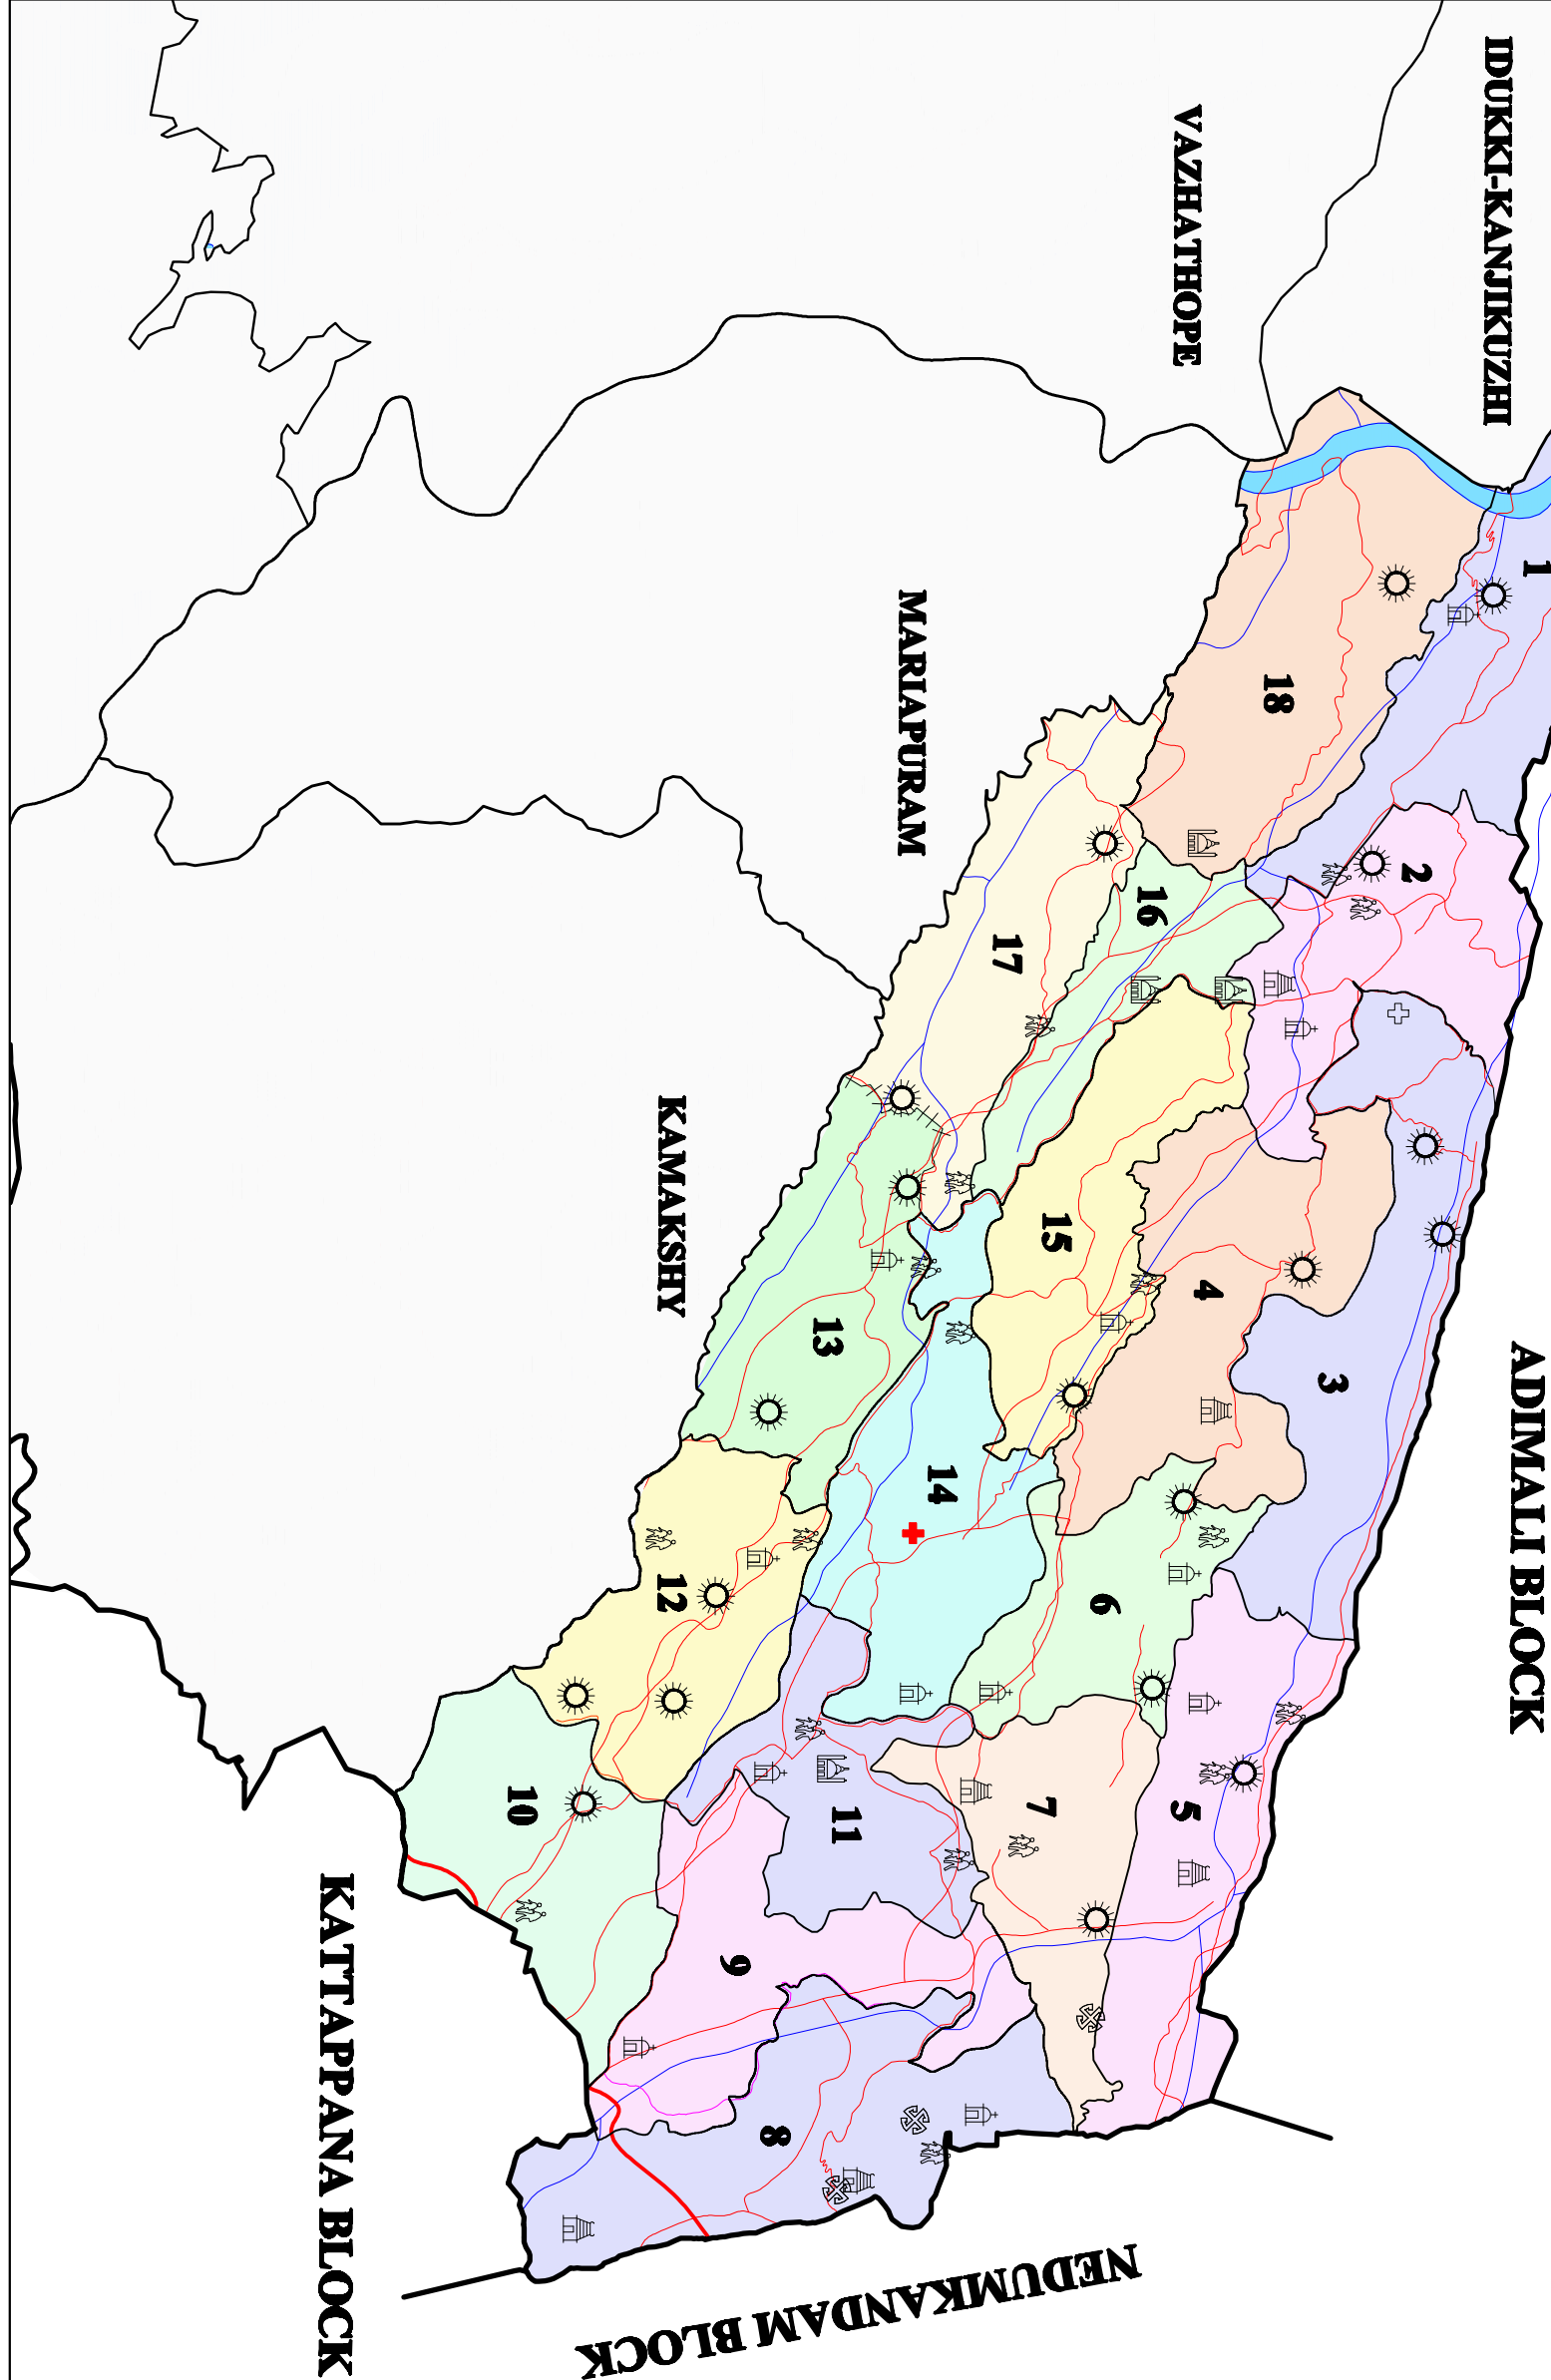 IDUKKI-KANJIKUZHI
VAZHATHOPE
MARIAPURAM
KAMAKSHY
ADIMALI BLOCK
KATTAPPANA BLOCK
NEDUMKANDAM BLOCK
1
2
3
4
5
6
7
8
9
10
11
12
13
14
15
16
17
18